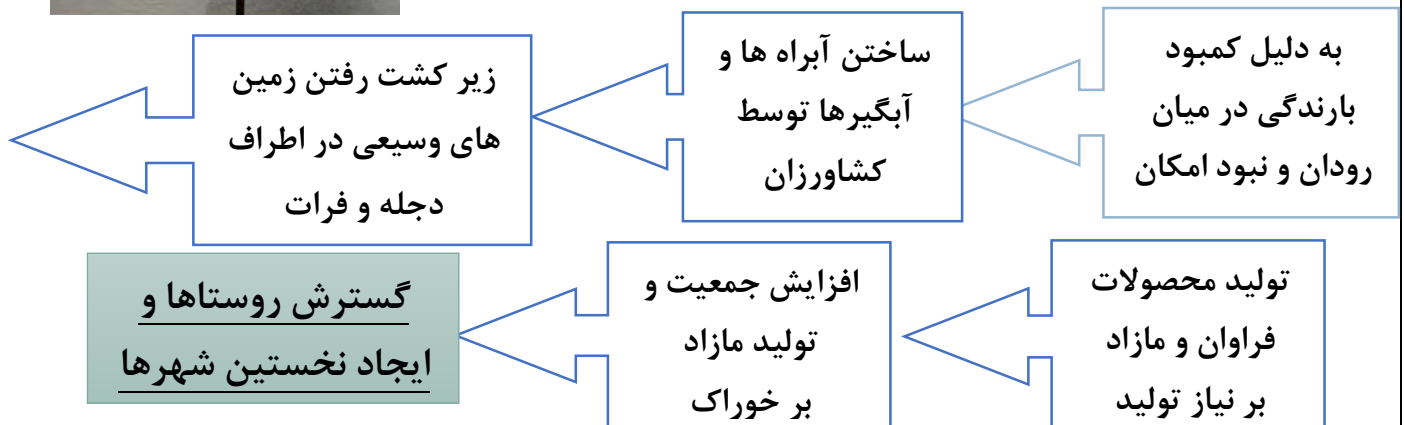 به دلیل کمبود
بارندگی در میان
رودان و نبود امکان
ساختن آبراه ها و
آبگیرها توسط
کشاورزان
زیر کشت رفتن زمین
های وسیعی در اطراف
دجله و فرات
تولید محصولات
فراوان و مازاد
بر نیاز تولید
افزایش جمعیت و
تولید مازاد
بر خوراک
گسترش روستاها و
ایجاد نخستین شهرها